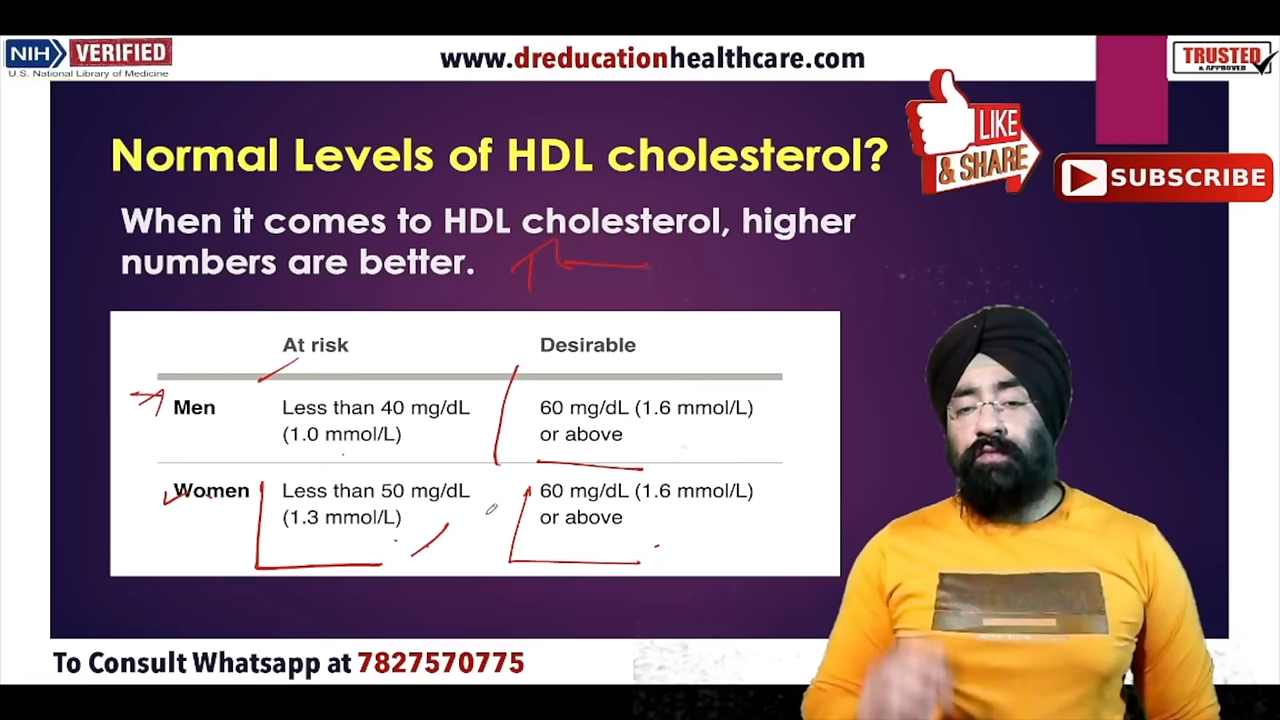 NIH VERIFIED
U.S. National Library of Medicine
www.dreducationhealthcare.com
TRUSTED
& APPROVED
LIKE
& SHARE
SUBSCRIBE
Normal Levels of HDL cholesterol?
When it comes to HDL cholesterol, higher
numbers are better.
At risk Desirable
Men Less than 40 mg/dL 60 mg/dL (1.6 mmol/L)
(1.0 mmol/L) or above
Women Less than 50 mg/dL 60 mg/dL (1.6 mmol/L)
(1.3 mmol/L) or above
To Consult Whatsapp at 7827570775